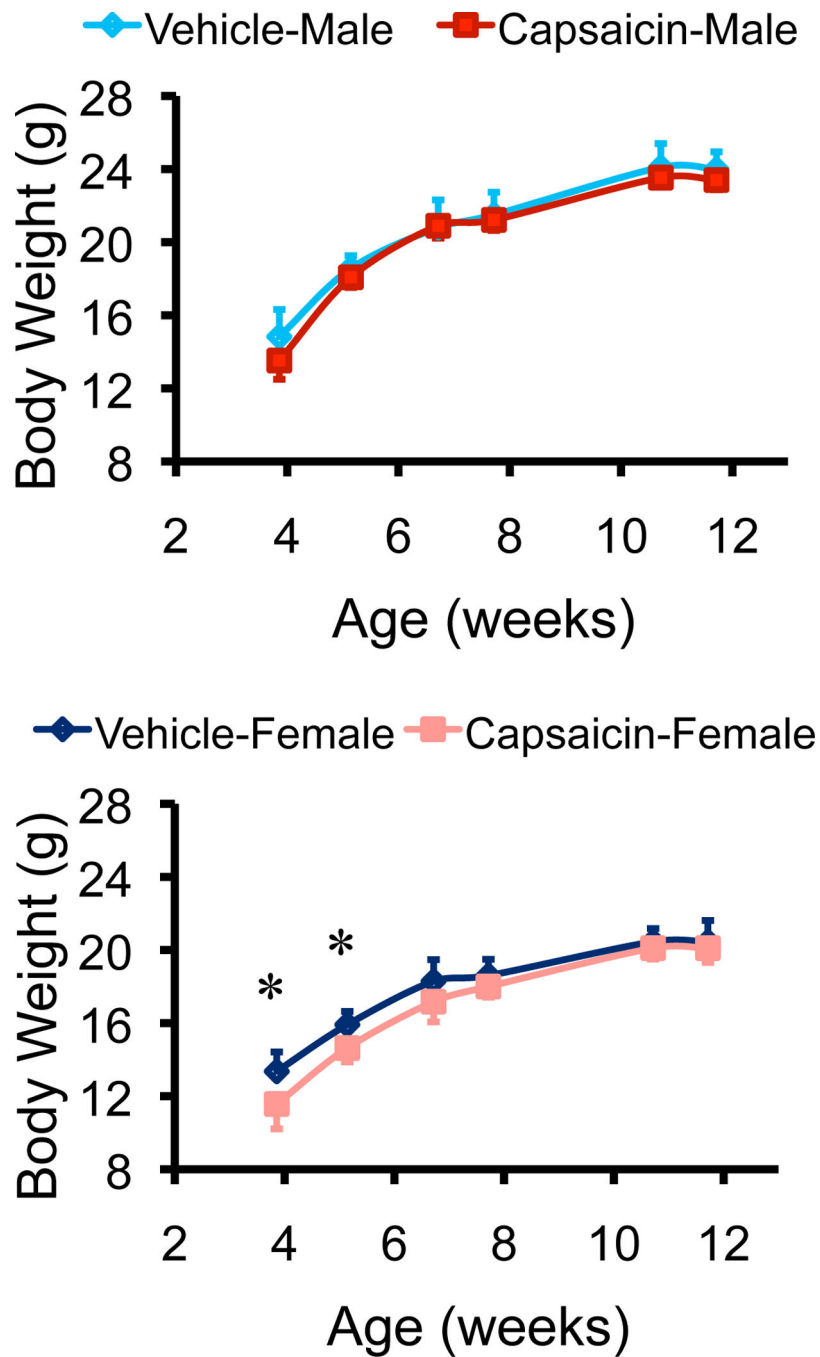 Vehicle-Male Capsaicin-Male
Body Weight (g)
28
24
20
16
12
8
2 4 6 8 10 12
Age (weeks)
Vehicle-Female Capsaicin-Female
Body Weight (g)
28
24
20
16
12
8
* *
2 4 6 8 10 12
Age (weeks)